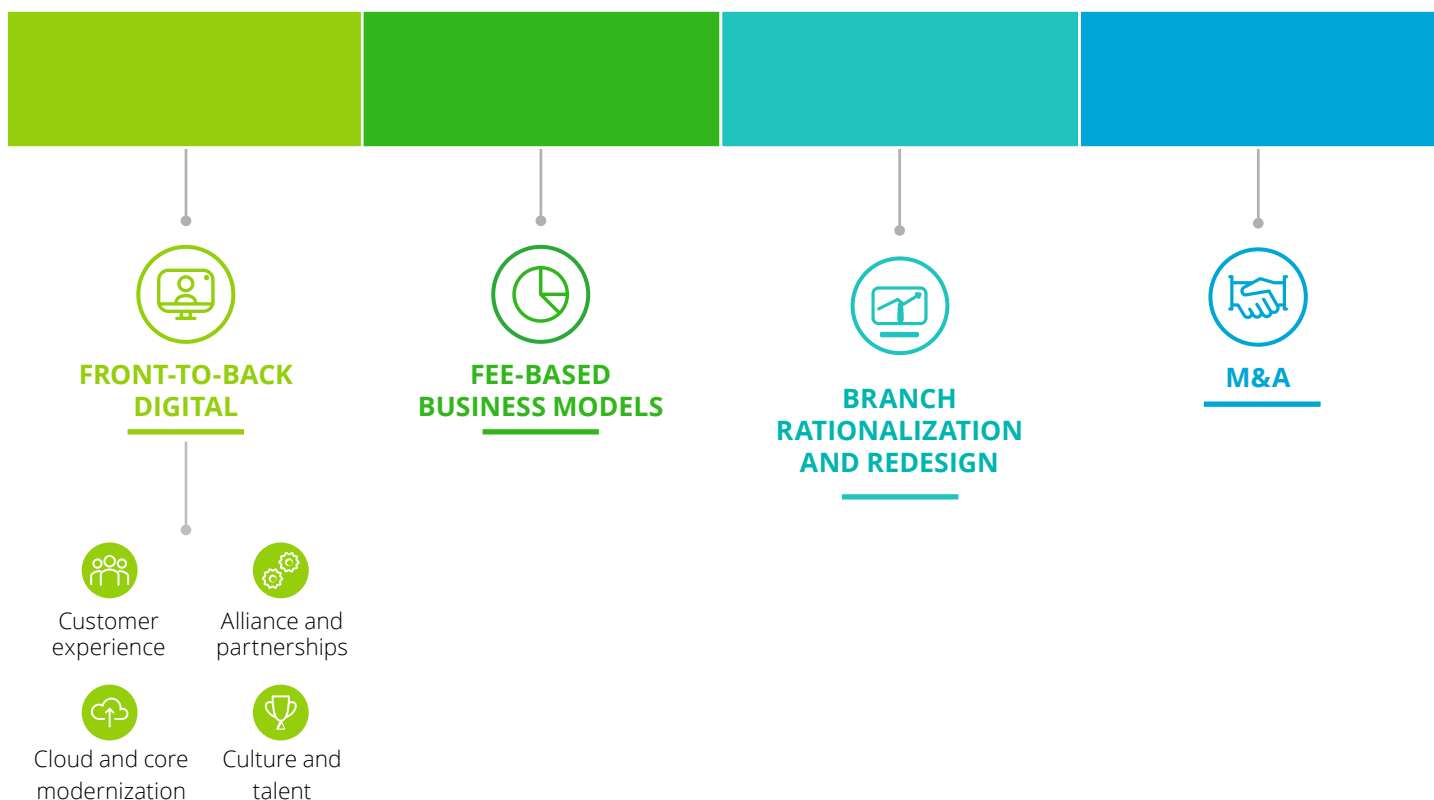 FRONT-TO-BACK
DIGITAL
FEE-BASED
BUSINESS MODELS
BRANCH
RATIONALIZATION
AND REDESIGN
M&A
Customer
experience
Alliance and
partnerships
Cloud and core
modernization
Culture and
talent